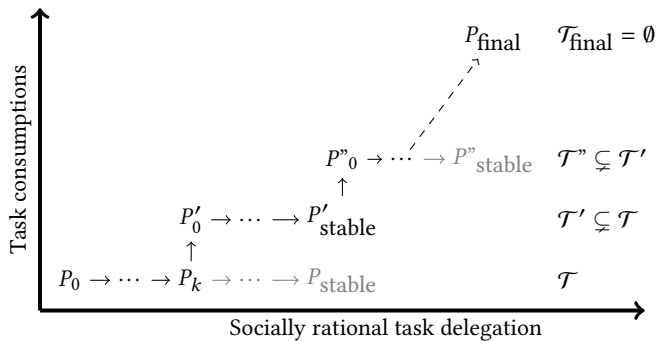 Task consumptions
P_final 𝒯_final = ∅
P”_0 → ⋯ → P”_stable 𝒯” ⊊ 𝒯′
P′_0 → ⋯ → P′_stable 𝒯′ ⊊ 𝒯
P_0 → ⋯ → P_k → ⋯ → P_stable 𝒯
Socially rational task delegation